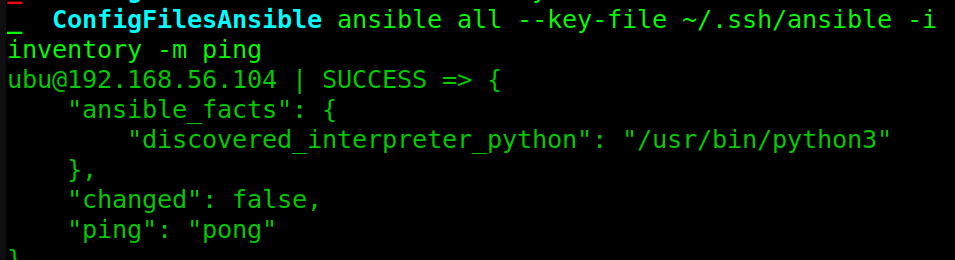 _  ConfigFilesAnsible ansible all --key-file ~/.ssh/ansible -i
inventory -m ping
ubu@192.168.56.104 | SUCCESS => {
    "ansible_facts": {
        "discovered_interpreter_python": "/usr/bin/python3"
    },
    "changed": false,
    "ping": "pong"
}